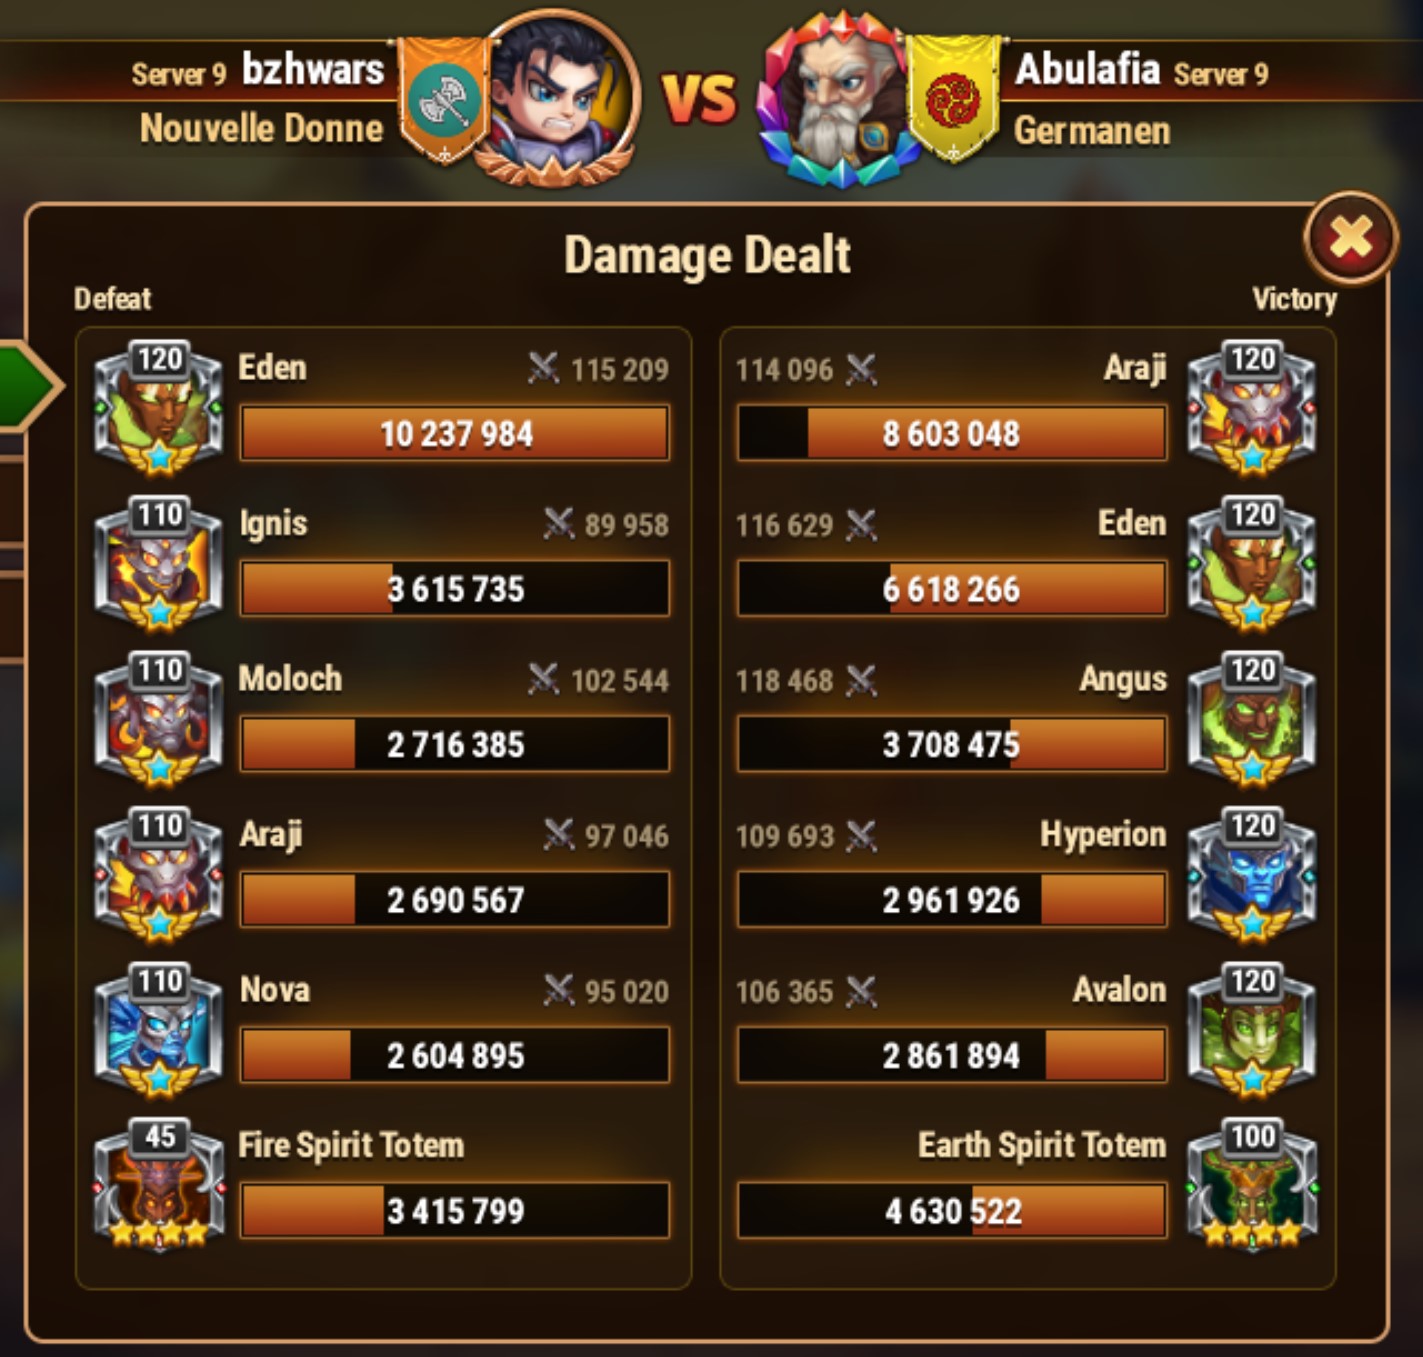 Server 9 bzhwars
Nouvelle Donne
VS
Abulafia Server 9
Germanen
Damage Dealt
Defeat
Victory
120
Eden
115 209
10 237 984
110
Ignis
89 958
3 615 735
110
Moloch
102 544
2 716 385
110
Araji
97 046
2 690 567
110
Nova
95 020
2 604 895
45
Fire Spirit Totem
3 415 799
114 096
Araji
120
8 603 048
116 629
Eden
120
6 618 266
118 468
Angus
120
3 708 475
109 693
Hyperion
120
2 961 926
106 365
Avalon
120
2 861 894
Earth Spirit Totem
100
4 630 522